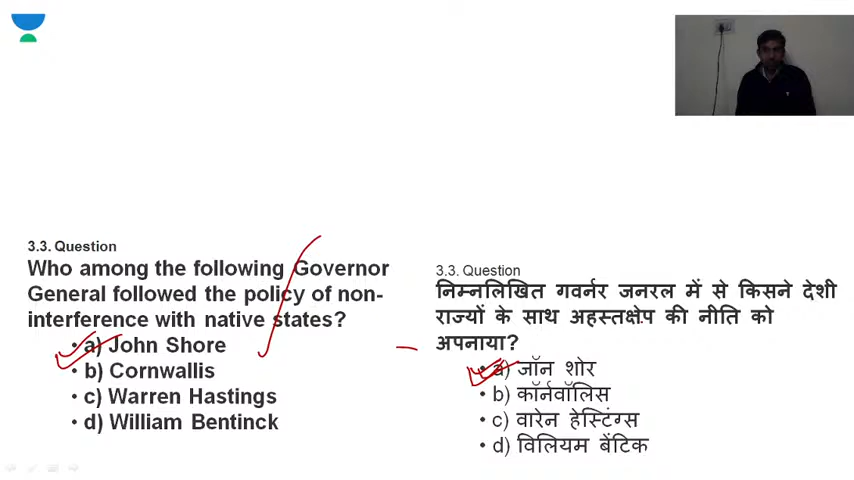 3.3. Question
Who among the following Governor
General followed the policy of non-
interference with native states?
• a) John Shore
• b) Cornwallis
• c) Warren Hastings
• d) William Bentinck
3.3. Question
निम्नलिखित गवर्नर जनरल में से किसने देशी
राज्यों के साथ अहस्तक्षेप की नीति को
अपनाया?
• a) जॉन शोर
• b) कॉर्नवॉलिस
• c) वारेन हेस्टिंग्स
• d) विलियम बेंटिक